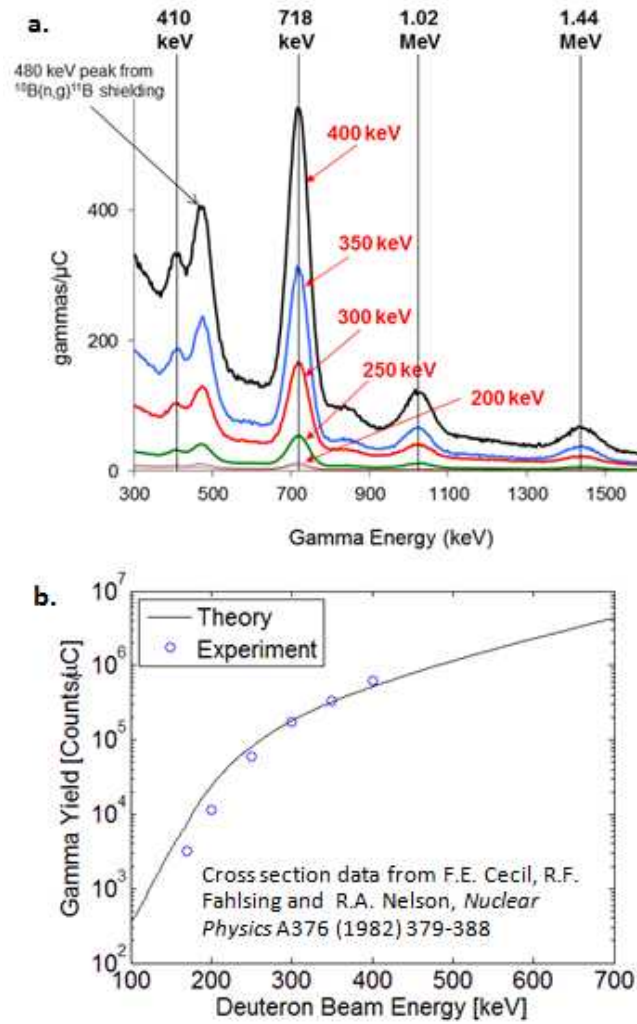 a.
410 keV
718 keV
1.02 MeV
1.44 MeV
480 keV peak from
¹⁰B(n,g)¹¹B shielding
400 keV
350 keV
300 keV
250 keV
200 keV
gammas/µC
400
200
0
300
500
700
900
1100
1300
1500
Gamma Energy (keV)
b.
Theory
Experiment
Gamma Yield [CountsµC]
10⁷
10⁶
10⁵
10⁴
10³
10²
Cross section data from F.E. Cecil, R.F.
Fahlsing and R.A. Nelson, Nuclear
Physics A376 (1982) 379-388
100
200
300
400
500
600
700
Deuteron Beam Energy [keV]